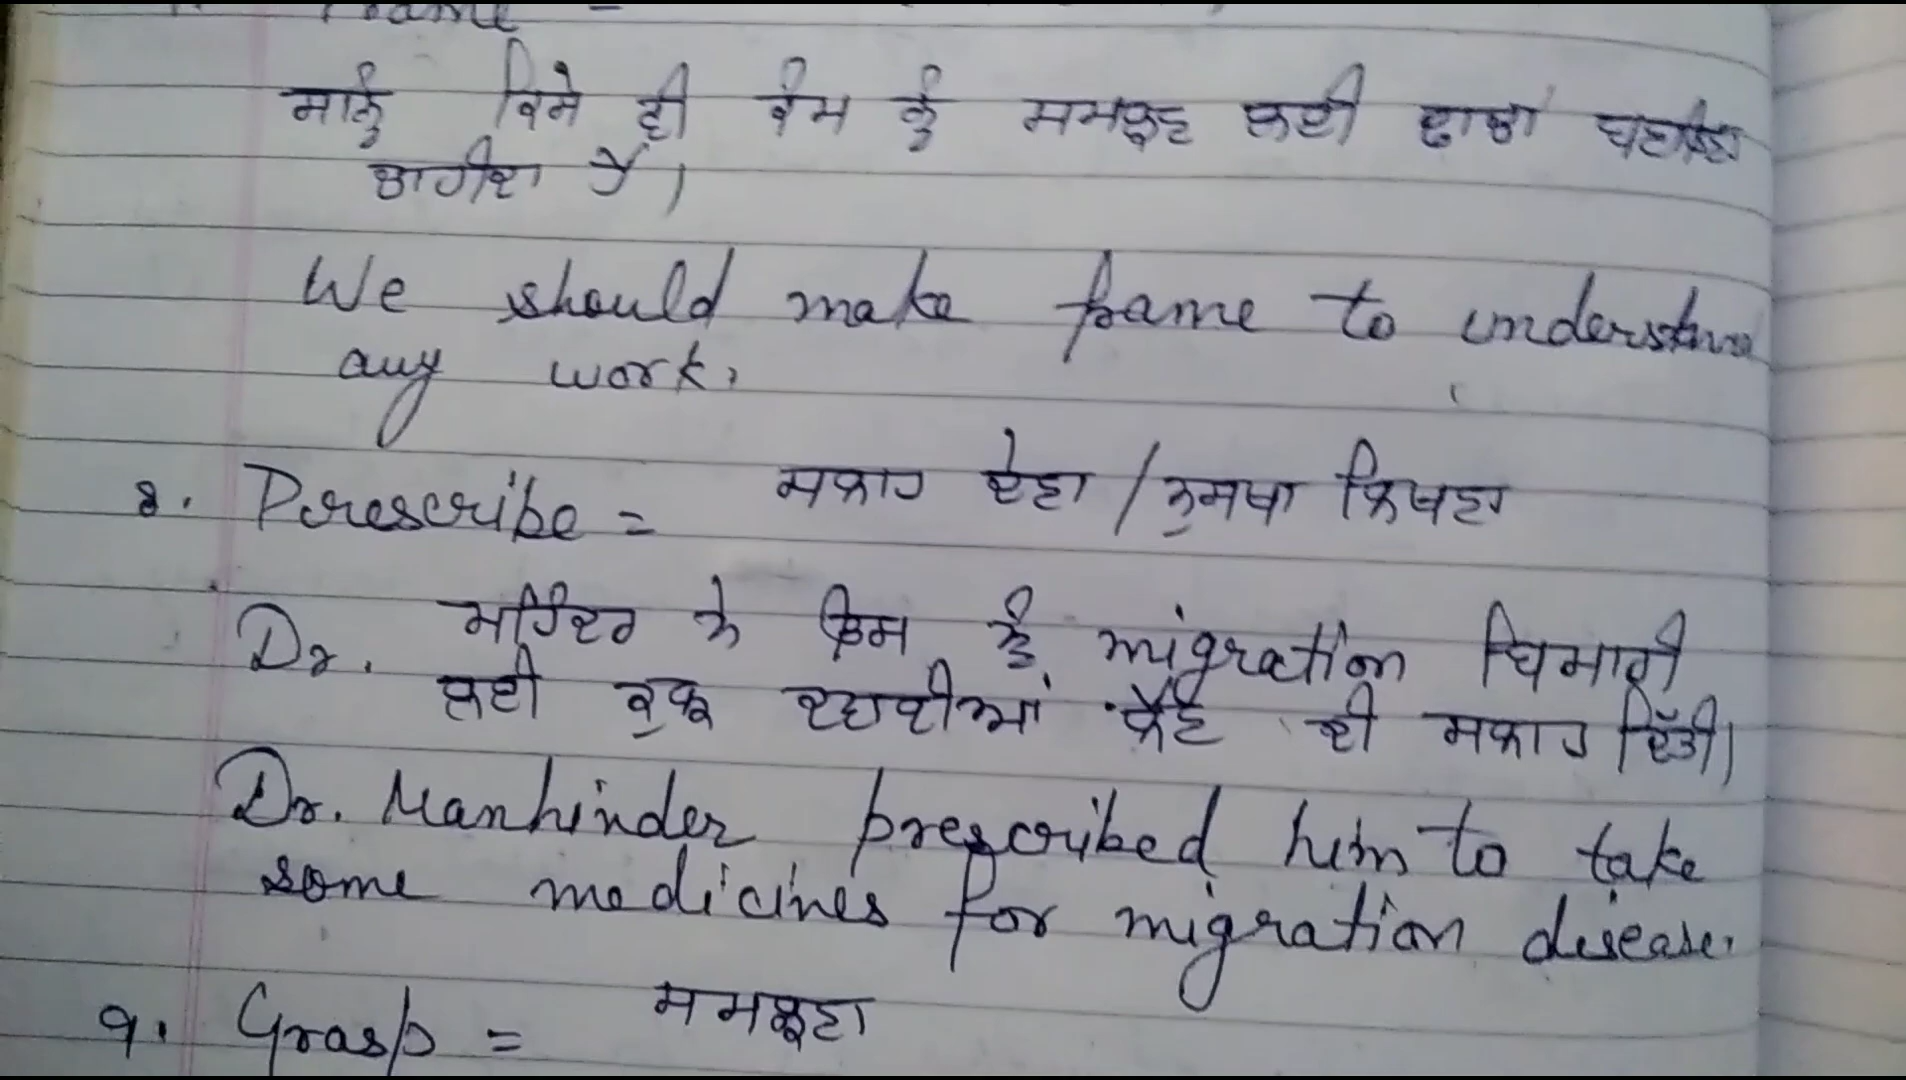 Frame =
ਸਾਨੂੰ ਕਿਸੇ ਵੀ ਕੰਮ ਨੂੰ ਸਮਝਣ ਲਈ ਢਾਚਾਂ ਬਣਾਉਣਾ
ਚਾਹੀਦਾ ਹੈ।
We should make frame to understand
any work.
8. Prescribe = ਸਲਾਹ ਦੇਣਾ / ਨੁਸਖਾ ਲਿਖਣਾ
Dr. ਮਹਿੰਦਰ ਨੇ ਉਸ ਨੂੰ migration ਬਿਮਾਰੀ
ਲਈ ਕੁਝ ਦਵਾਈਆਂ ਲੈਣ ਦੀ ਸਲਾਹ ਦਿੱਤੀ।
Dr. Manhinder prescribed him to take
some medicines for migration disease.
9. Grasp = ਸਮਝਣਾ